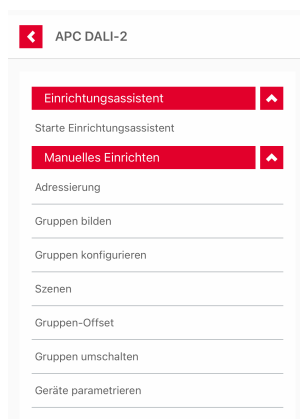 APC DALI-2
Einrichtungsassistent
Starte Einrichtungsassistent
Manuelles Einrichten
Adressierung
Gruppen bilden
Gruppen konfigurieren
Szenen
Gruppen-Offset
Gruppen umschalten
Geräte parametrieren